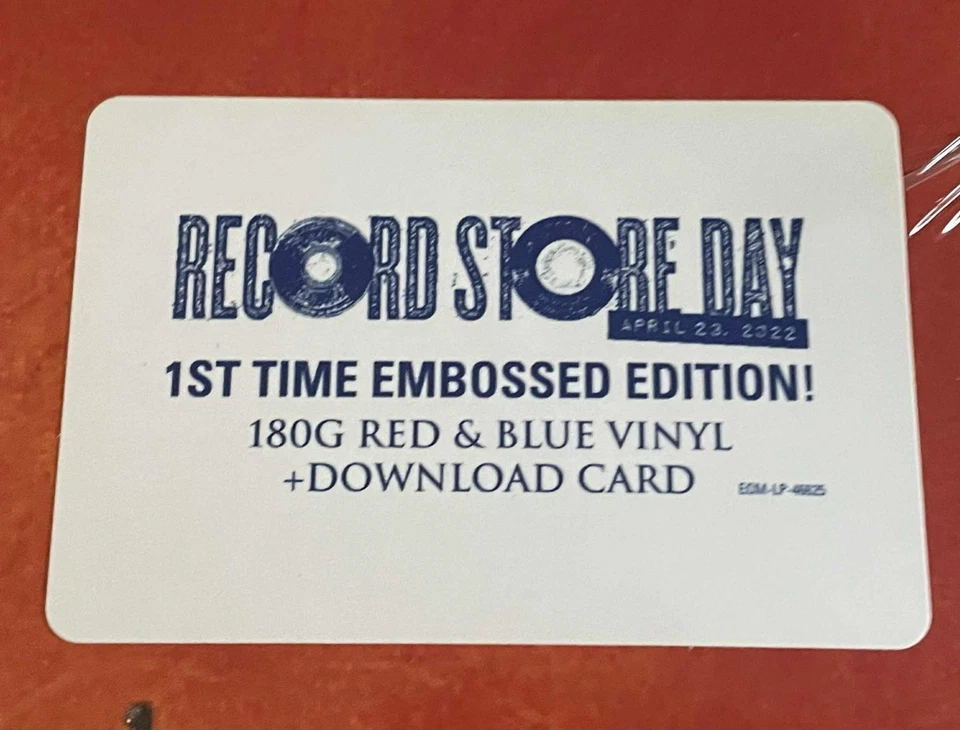 RECORD STORE DAY
APRIL 23, 2022
1ST TIME EMBOSSED EDITION!
180G RED & BLUE VINYL
+DOWNLOAD CARD